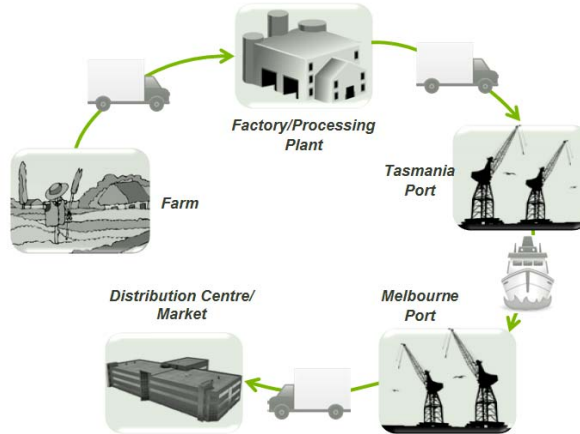 Factory/Processing
Plant
Tasmania
Port
Farm
Distribution Centre/
Market
Melbourne
Port